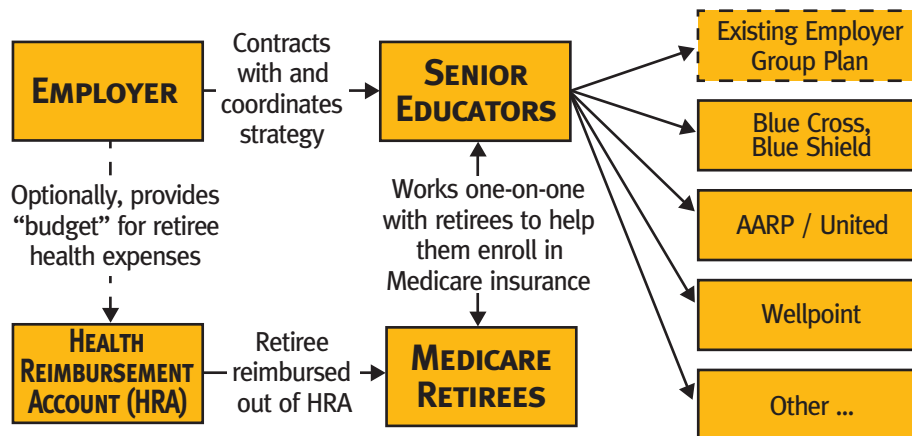 EMPLOYER
Contracts
with and
coordinates
strategy
SENIOR
EDUCATORS
Existing Employer
Group Plan
Blue Cross,
Blue Shield
AARP / United
Wellpoint
Other ...
Optionally, provides
“budget” for retiree
health expenses
Works one-on-one
with retirees to help
them enroll in
Medicare insurance
HEALTH
REIMBURSEMENT
ACCOUNT (HRA)
Retiree
reimbursed
out of HRA
MEDICARE
RETIREES